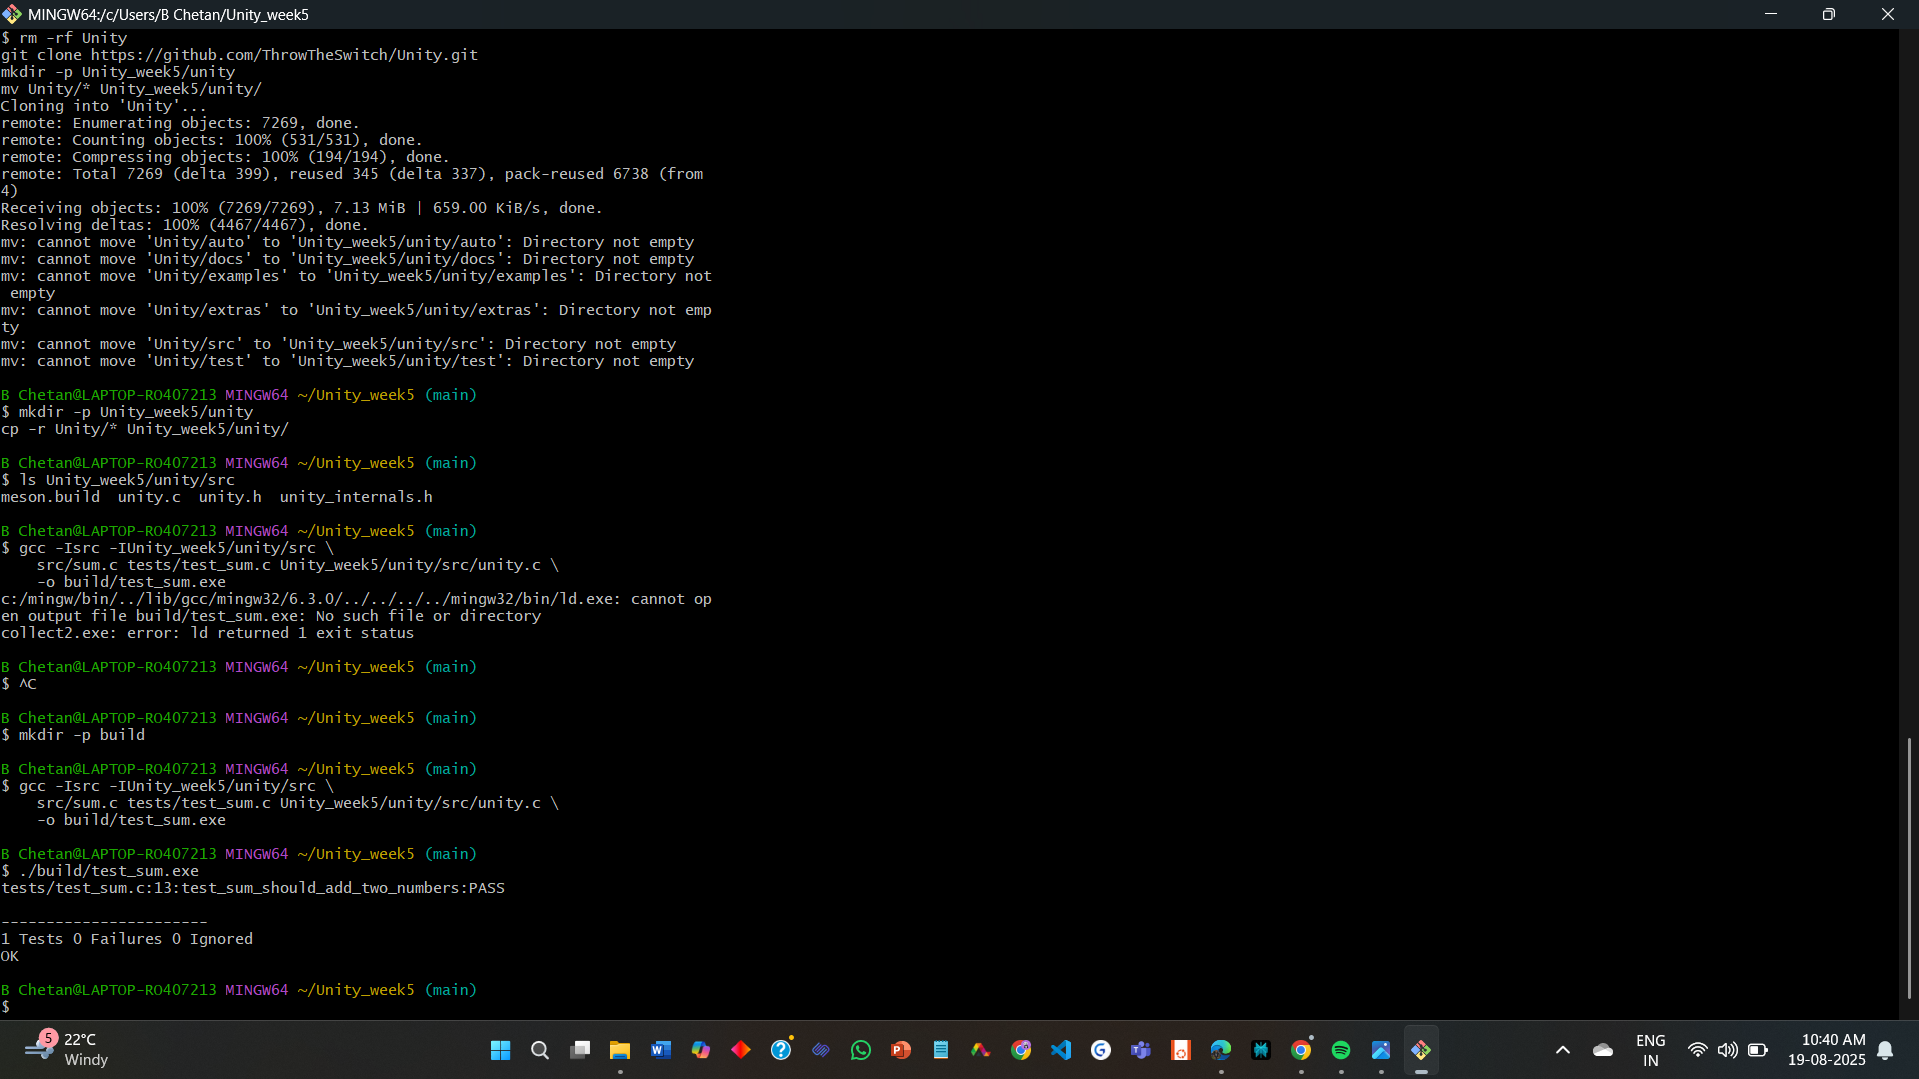 MINGW64:/c/Users/B Chetan/Unity_week5
$ rm -rf Unity
git clone https://github.com/ThrowTheSwitch/Unity.git
mkdir -p Unity_week5/unity
mv Unity/* Unity_week5/unity/
Cloning into 'Unity'...
remote: Enumerating objects: 7269, done.
remote: Counting objects: 100% (531/531), done.
remote: Compressing objects: 100% (194/194), done.
remote: Total 7269 (delta 399), reused 345 (delta 337), pack-reused 6738 (from
4)
Receiving objects: 100% (7269/7269), 7.13 MiB | 659.00 KiB/s, done.
Resolving deltas: 100% (4467/4467), done.
mv: cannot move 'Unity/auto' to 'Unity_week5/unity/auto': Directory not empty
mv: cannot move 'Unity/docs' to 'Unity_week5/unity/docs': Directory not empty
mv: cannot move 'Unity/examples' to 'Unity_week5/unity/examples': Directory not
 empty
mv: cannot move 'Unity/extras' to 'Unity_week5/unity/extras': Directory not emp
ty
mv: cannot move 'Unity/src' to 'Unity_week5/unity/src': Directory not empty
mv: cannot move 'Unity/test' to 'Unity_week5/unity/test': Directory not empty
B Chetan@LAPTOP-RO407213 MINGW64 ~/Unity_week5 (main)
$ mkdir -p Unity_week5/unity
cp -r Unity/* Unity_week5/unity/
B Chetan@LAPTOP-RO407213 MINGW64 ~/Unity_week5 (main)
$ ls Unity_week5/unity/src
meson.build  unity.c  unity.h  unity_internals.h
B Chetan@LAPTOP-RO407213 MINGW64 ~/Unity_week5 (main)
$ gcc -Isrc -IUnity_week5/unity/src \
    src/sum.c tests/test_sum.c Unity_week5/unity/src/unity.c \
    -o build/test_sum.exe
c:/mingw/bin/../lib/gcc/mingw32/6.3.0/../../../../mingw32/bin/ld.exe: cannot op
en output file build/test_sum.exe: No such file or directory
collect2.exe: error: ld returned 1 exit status
B Chetan@LAPTOP-RO407213 MINGW64 ~/Unity_week5 (main)
$ ^C
B Chetan@LAPTOP-RO407213 MINGW64 ~/Unity_week5 (main)
$ mkdir -p build
B Chetan@LAPTOP-RO407213 MINGW64 ~/Unity_week5 (main)
$ gcc -Isrc -IUnity_week5/unity/src \
    src/sum.c tests/test_sum.c Unity_week5/unity/src/unity.c \
    -o build/test_sum.exe
B Chetan@LAPTOP-RO407213 MINGW64 ~/Unity_week5 (main)
$ ./build/test_sum.exe
tests/test_sum.c:13:test_sum_should_add_two_numbers:PASS
-----------------------
1 Tests 0 Failures 0 Ignored
OK
B Chetan@LAPTOP-RO407213 MINGW64 ~/Unity_week5 (main)
$
5
22°C
Windy
ENG
IN
10:40 AM
19-08-2025